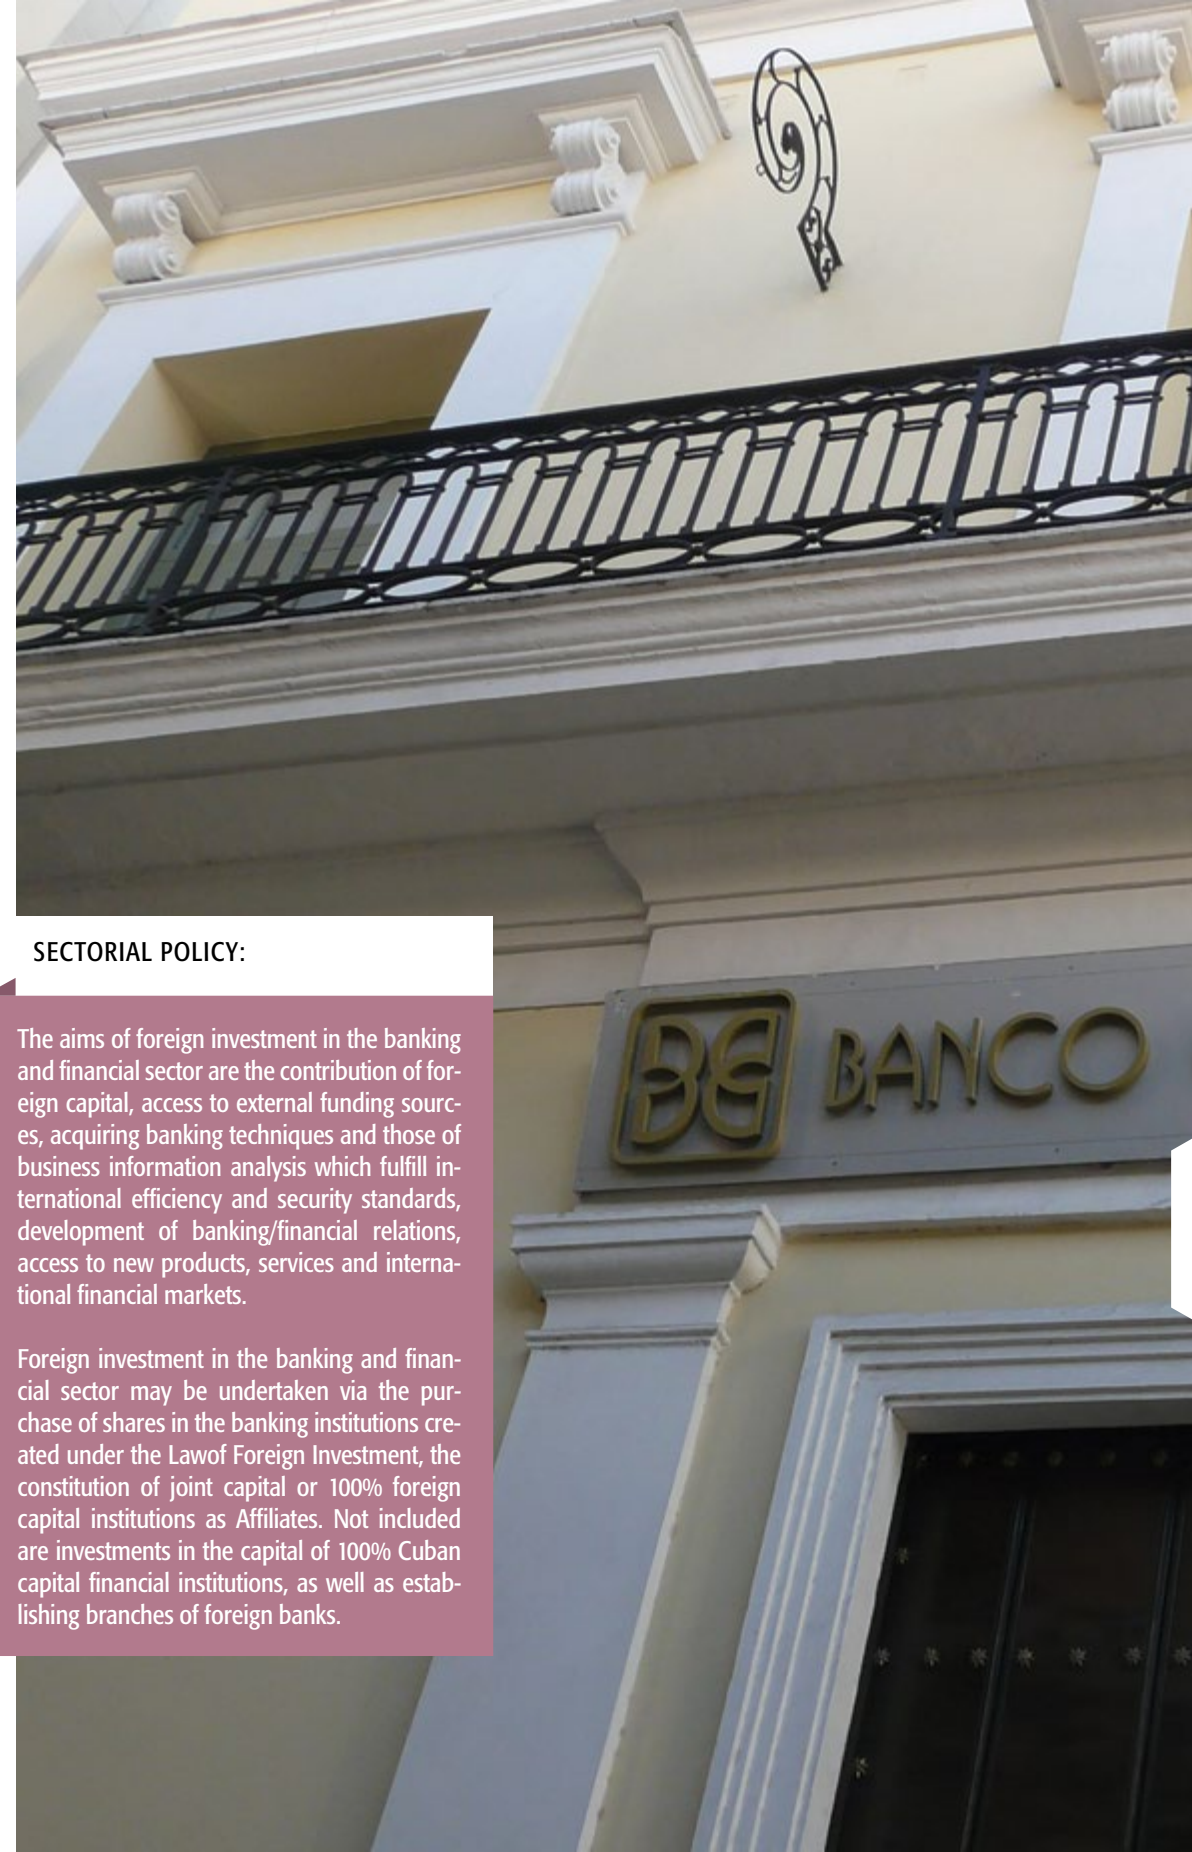 SECTORIAL POLICY:
The aims of foreign investment in the banking
and financial sector are the contribution of for-
eign capital, access to external funding sourc-
es, acquiring banking techniques and those of
business information analysis which fulfill in-
ternational efficiency and security standards,
development of banking/financial relations,
access to new products, services and interna-
tional financial markets.
Foreign investment in the banking and finan-
cial sector may be undertaken via the pur-
chase of shares in the banking institutions cre-
ated under the Lawof Foreign Investment, the
constitution of joint capital or 100% foreign
capital institutions as Affiliates. Not included
are investments in the capital of 100% Cuban
capital financial institutions, as well as estab-
lishing branches of foreign banks.
BANCO